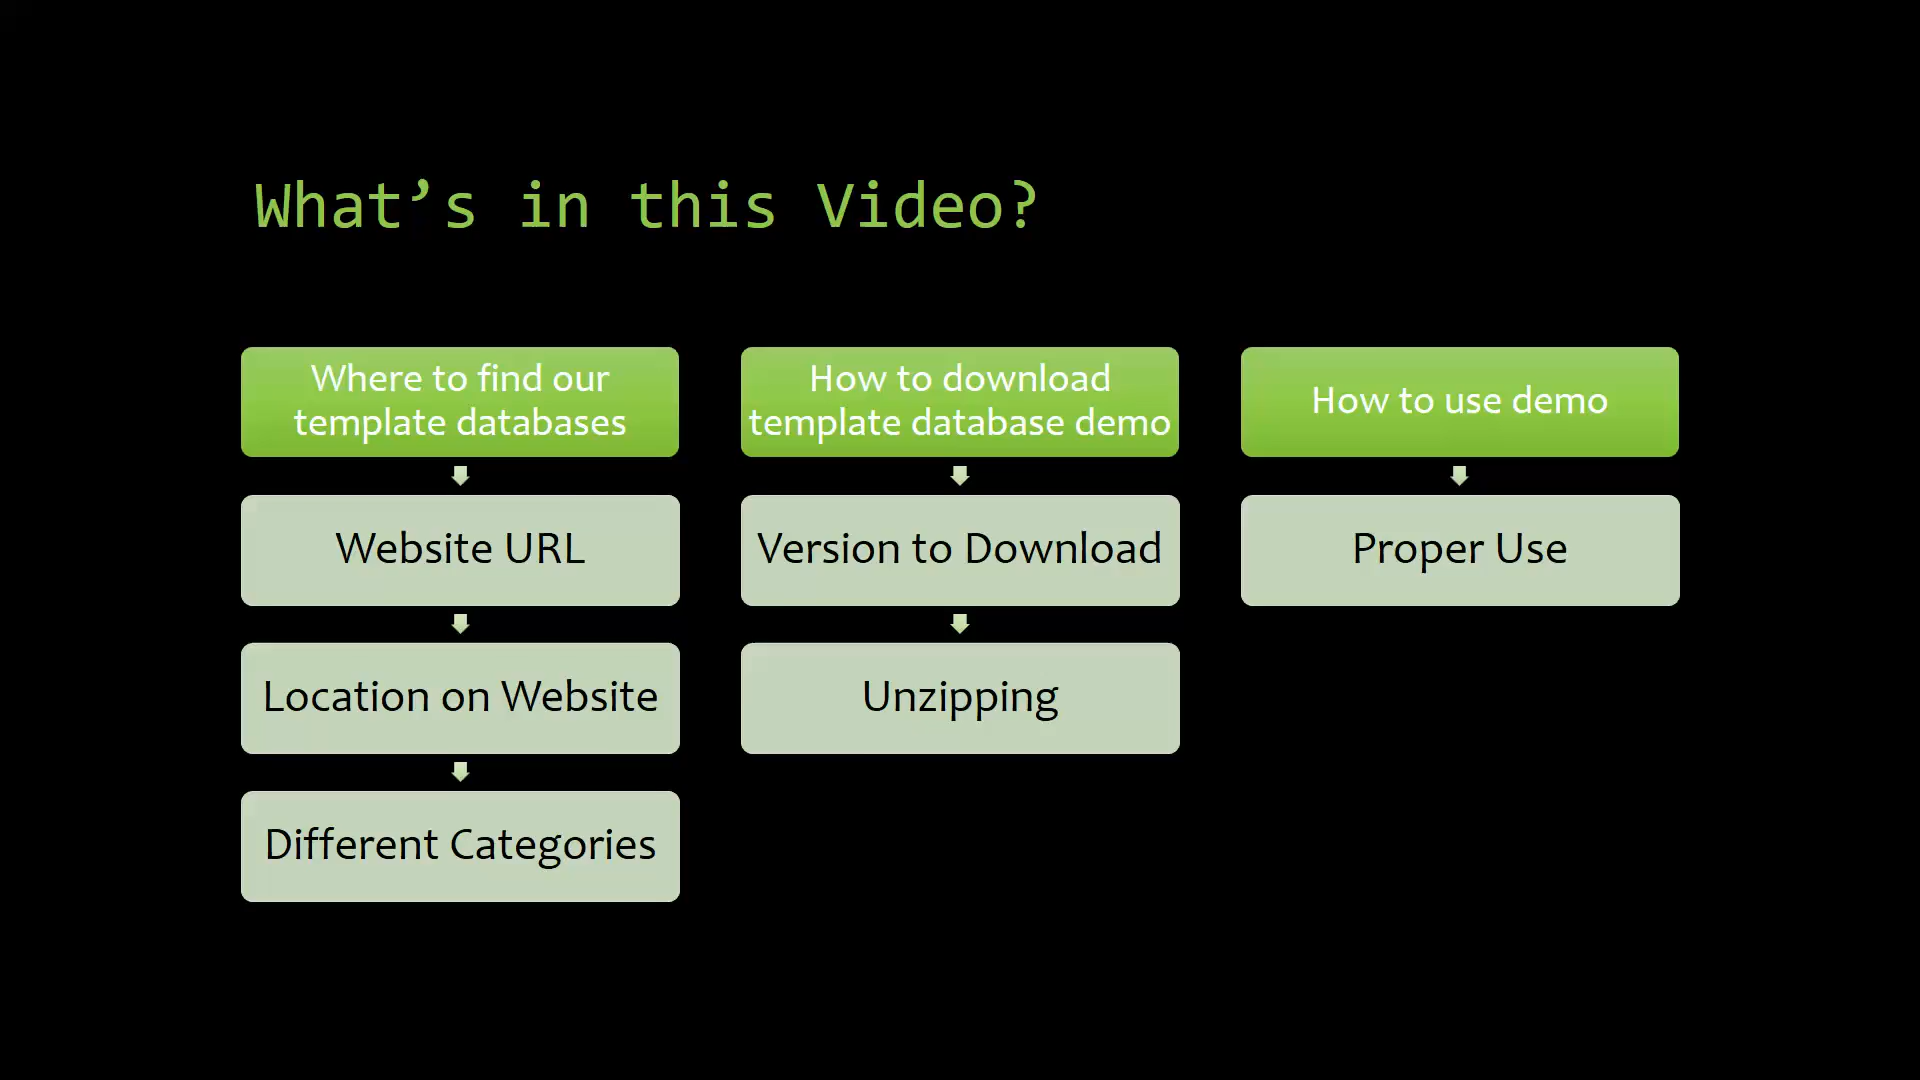 What’s in this Video?
Where to find our
template databases
Website URL
Location on Website
Different Categories
How to download
template database demo
Version to Download
Unzipping
How to use demo
Proper Use